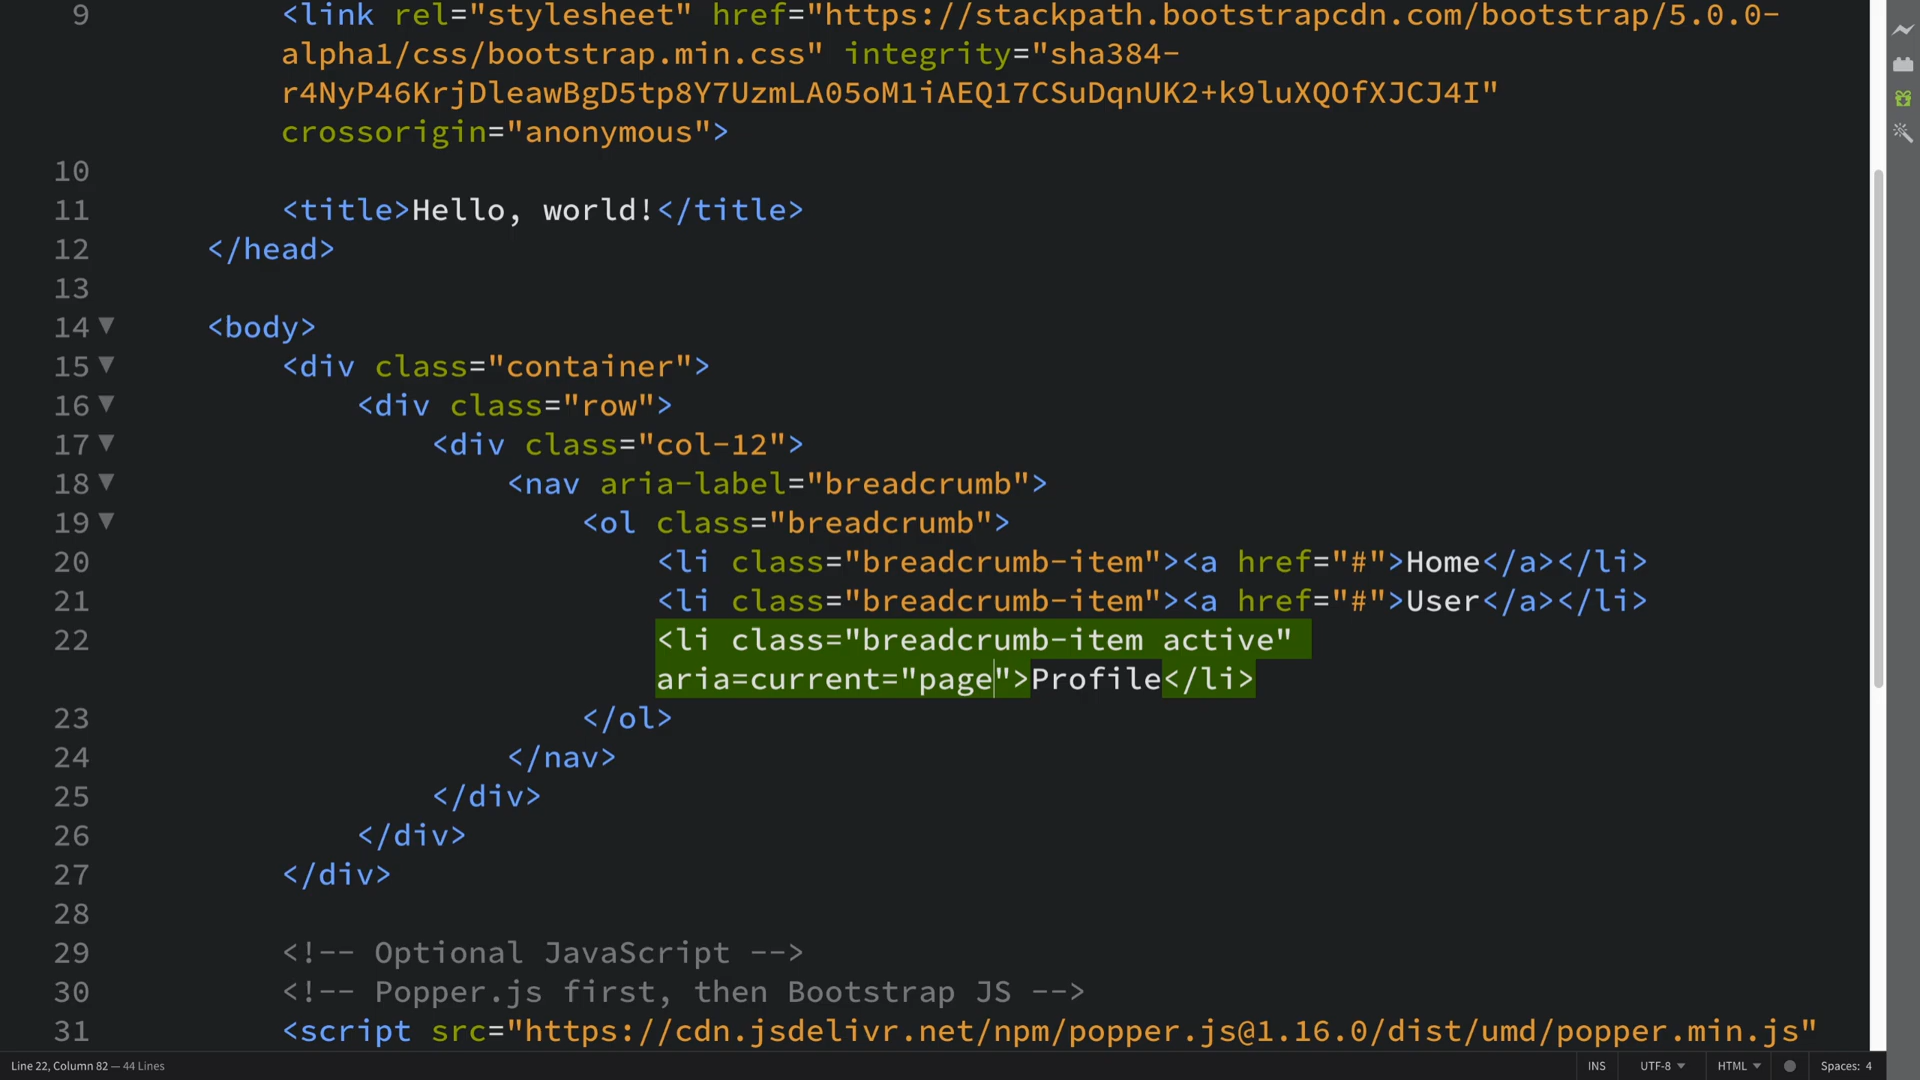 9 <link rel="stylesheet" href="https://stackpath.bootstrapcdn.com/bootstrap/5.0.0-
alpha1/css/bootstrap.min.css" integrity="sha384-
r4NyP46KrjDleawBgD5tp8Y7UzmLA05oM1iAEQ17CSuDqnUK2+k9luXQOfXJCJ4I"
crossorigin="anonymous">
10
11 <title>Hello, world!</title>
12 </head>
13
14 <body>
15 <div class="container">
16 <div class="row">
17 <div class="col-12">
18 <nav aria-label="breadcrumb">
19 <ol class="breadcrumb">
20 <li class="breadcrumb-item"><a href="#">Home</a></li>
21 <li class="breadcrumb-item"><a href="#">User</a></li>
22 <li class="breadcrumb-item active"
aria=current="page">Profile</li>
23 </ol>
24 </nav>
25 </div>
26 </div>
27 </div>
28
29 <!-- Optional JavaScript -->
30 <!-- Popper.js first, then Bootstrap JS -->
31 <script src="https://cdn.jsdelivr.net/npm/popper.js@1.16.0/dist/umd/popper.min.js"
Line 22, Column 82 — 44 Lines INS UTF-8 HTML Spaces: 4